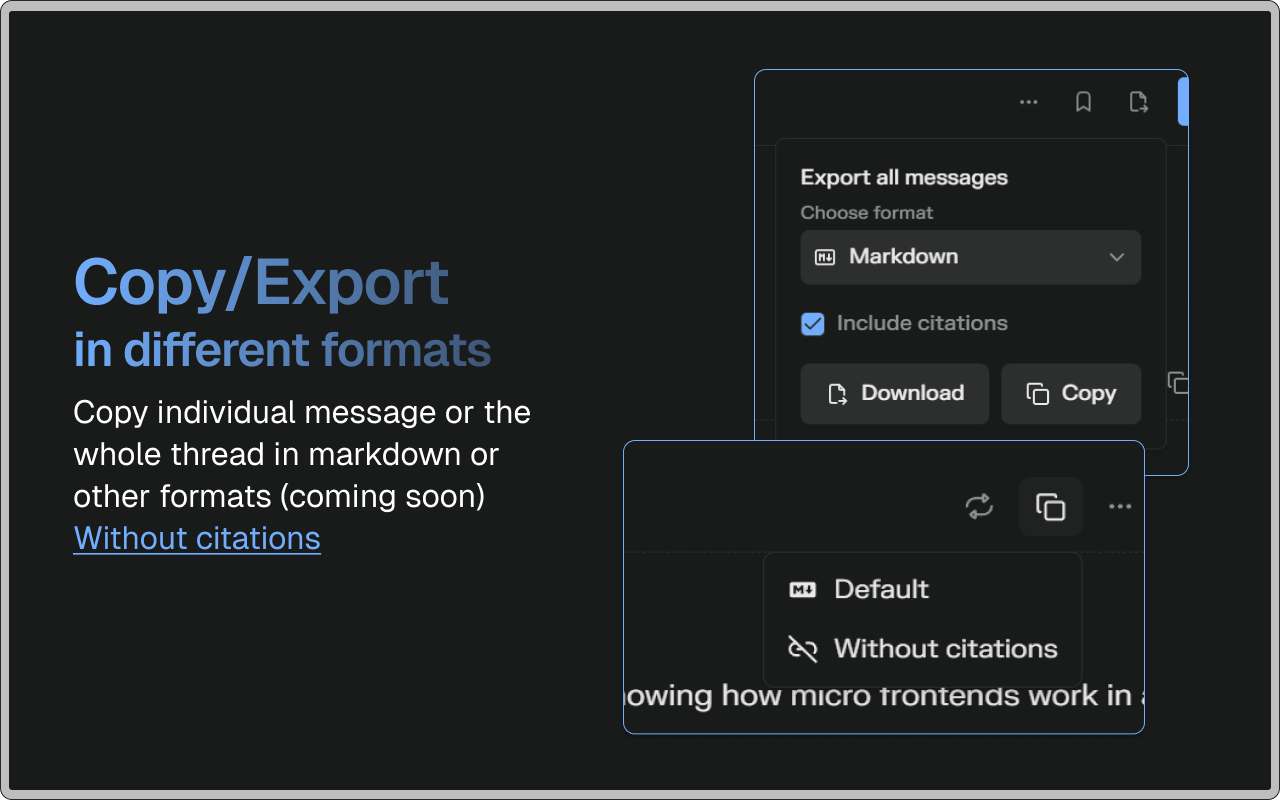 Copy/Export
in different formats
Copy individual message or the
whole thread in markdown or
other formats (coming soon)
Without citations
Export all messages
Choose format
Markdown
Include citations
Download
Copy
Default
Without citations
how micro frontends work in